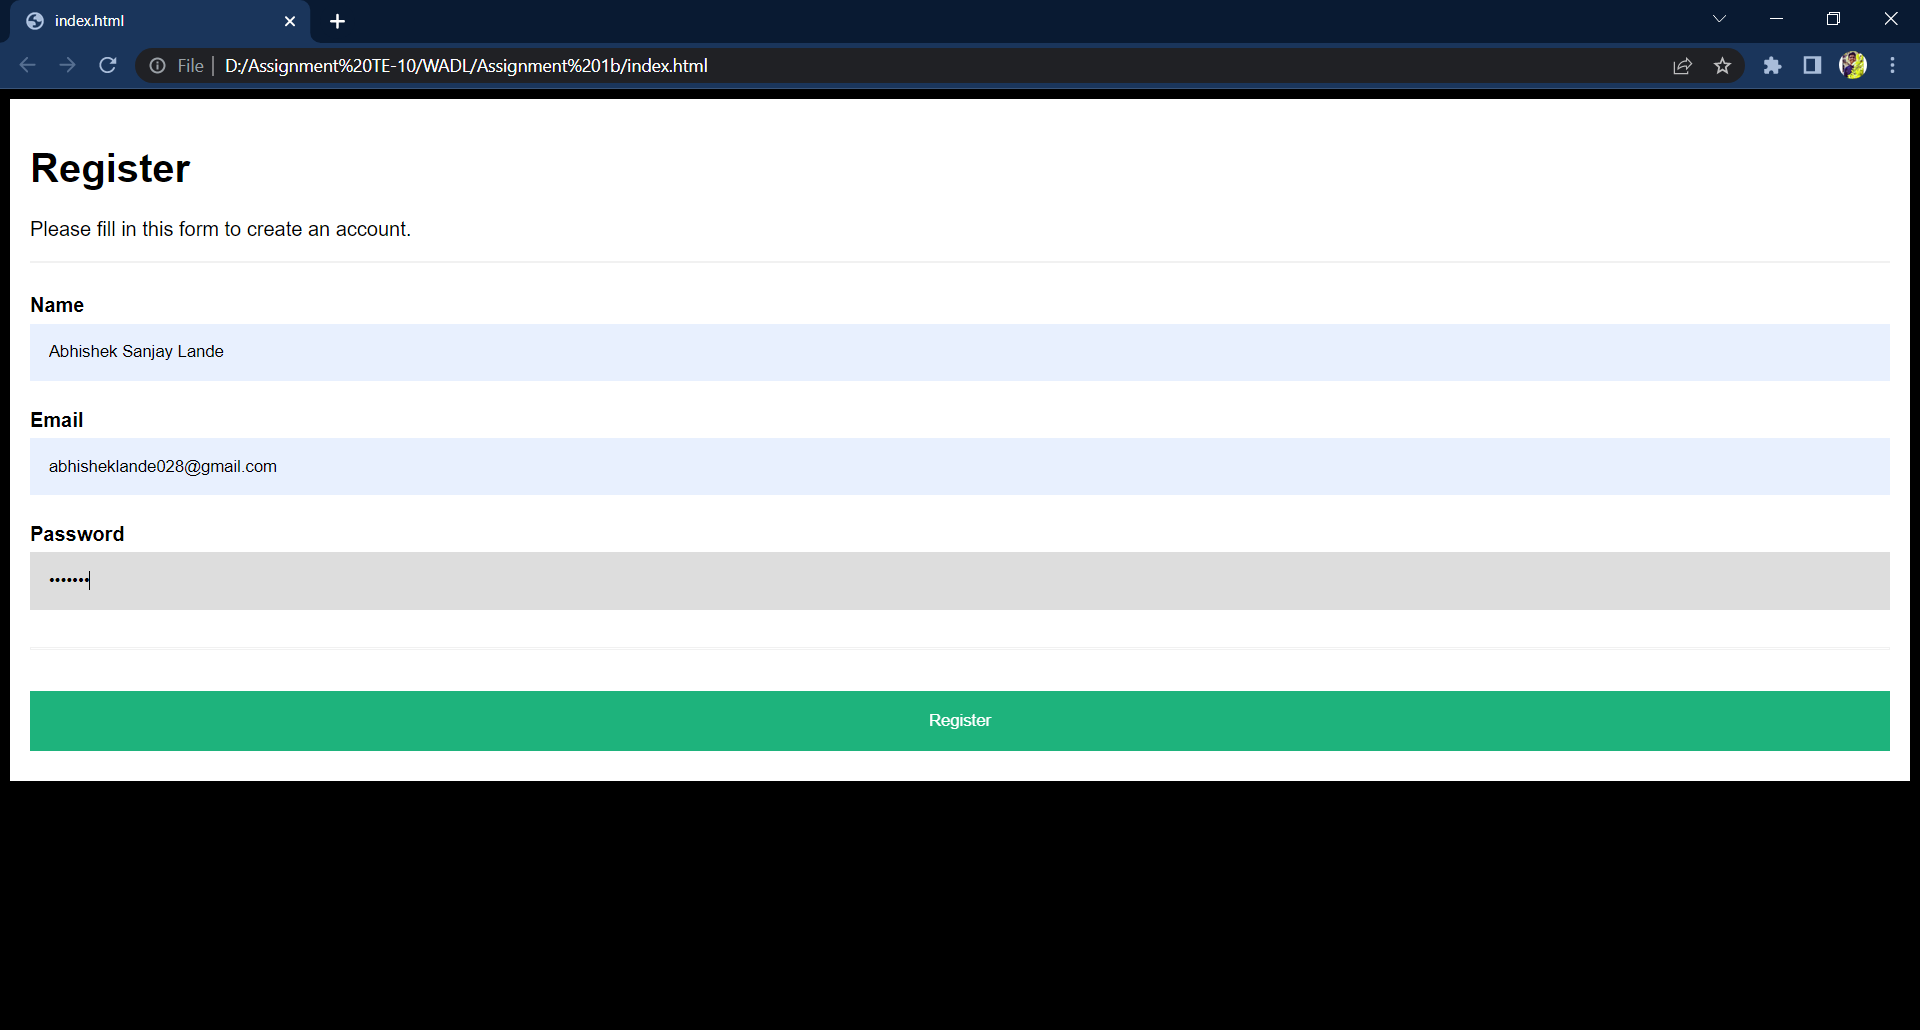 index.html
File D:/Assignment%20TE-10/WADL/Assignment%201b/index.html
Register
Please fill in this form to create an account.
Name
Abhishek Sanjay Lande
Email
abhisheklande028@gmail.com
Password
•••••••
Register